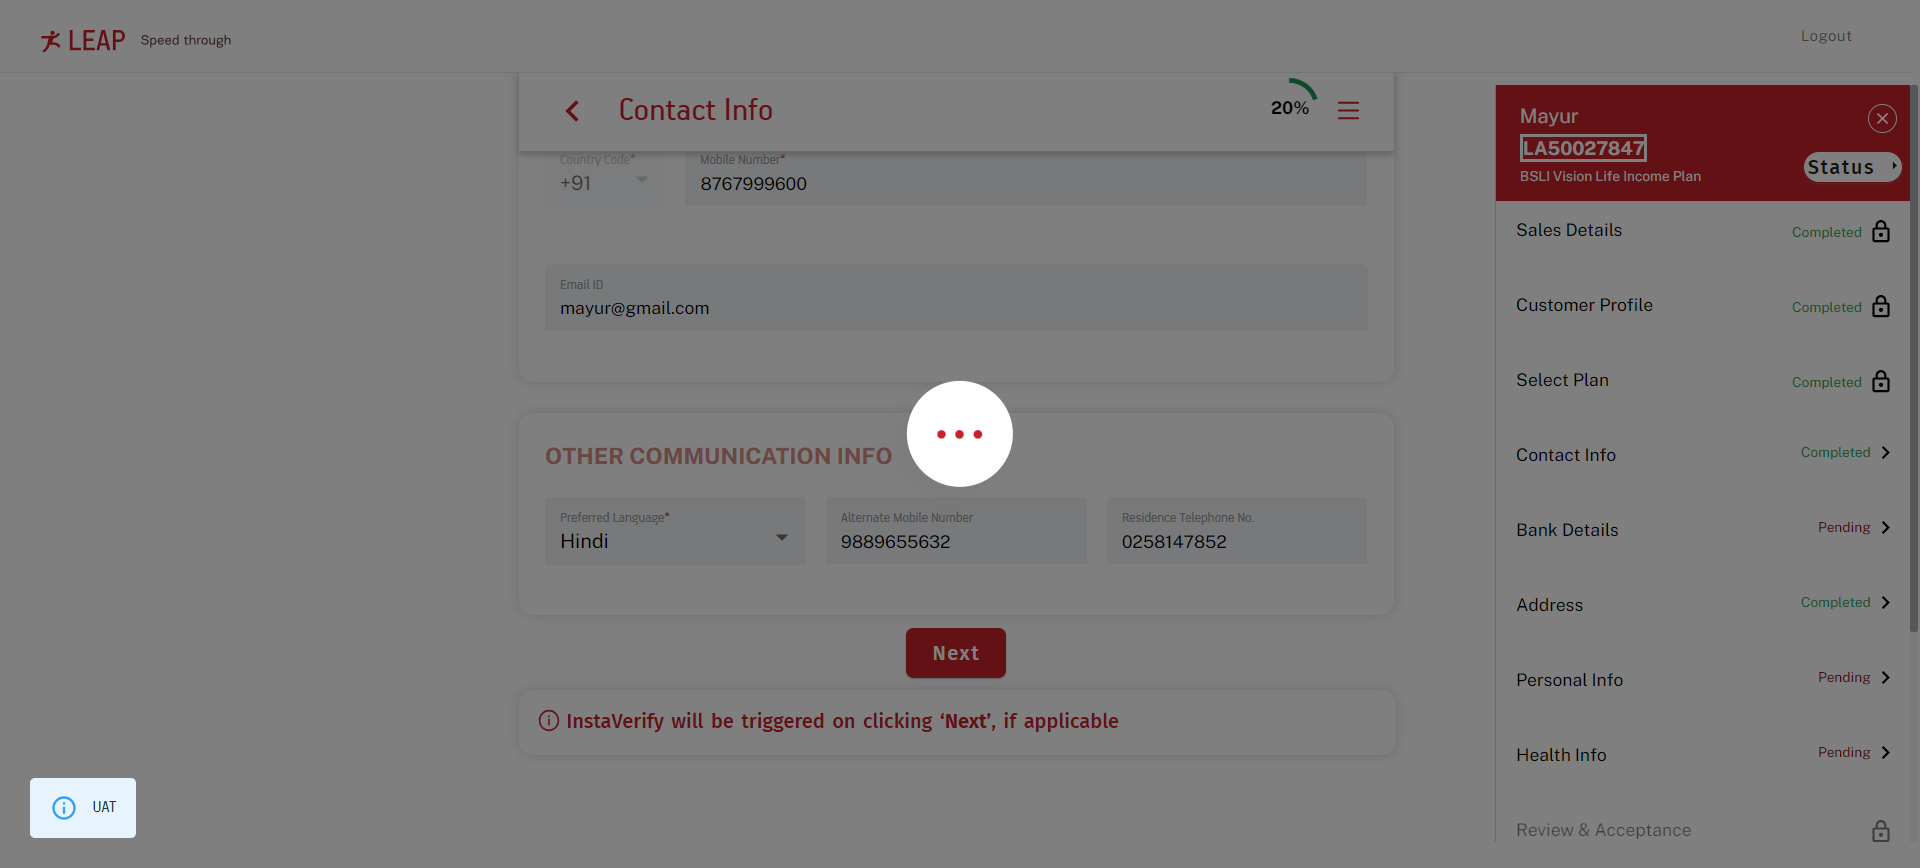 LEAP Speed through
Logout
Contact Info
20%
Country Code*
+91
Mobile Number*
8767999600
Email ID
mayur@gmail.com
OTHER COMMUNICATION INFO
Preferred Language*
Hindi
Alternate Mobile Number
9889655632
Residence Telephone No.
0258147852
Next
InstaVerify will be triggered on clicking ‘Next’, if applicable
UAT
Mayur
LA50027847
BSLI Vision Life Income Plan
Status
Sales Details Completed
Customer Profile Completed
Select Plan Completed
Contact Info Completed
Bank Details Pending
Address Completed
Personal Info Pending
Health Info Pending
Review & Acceptance